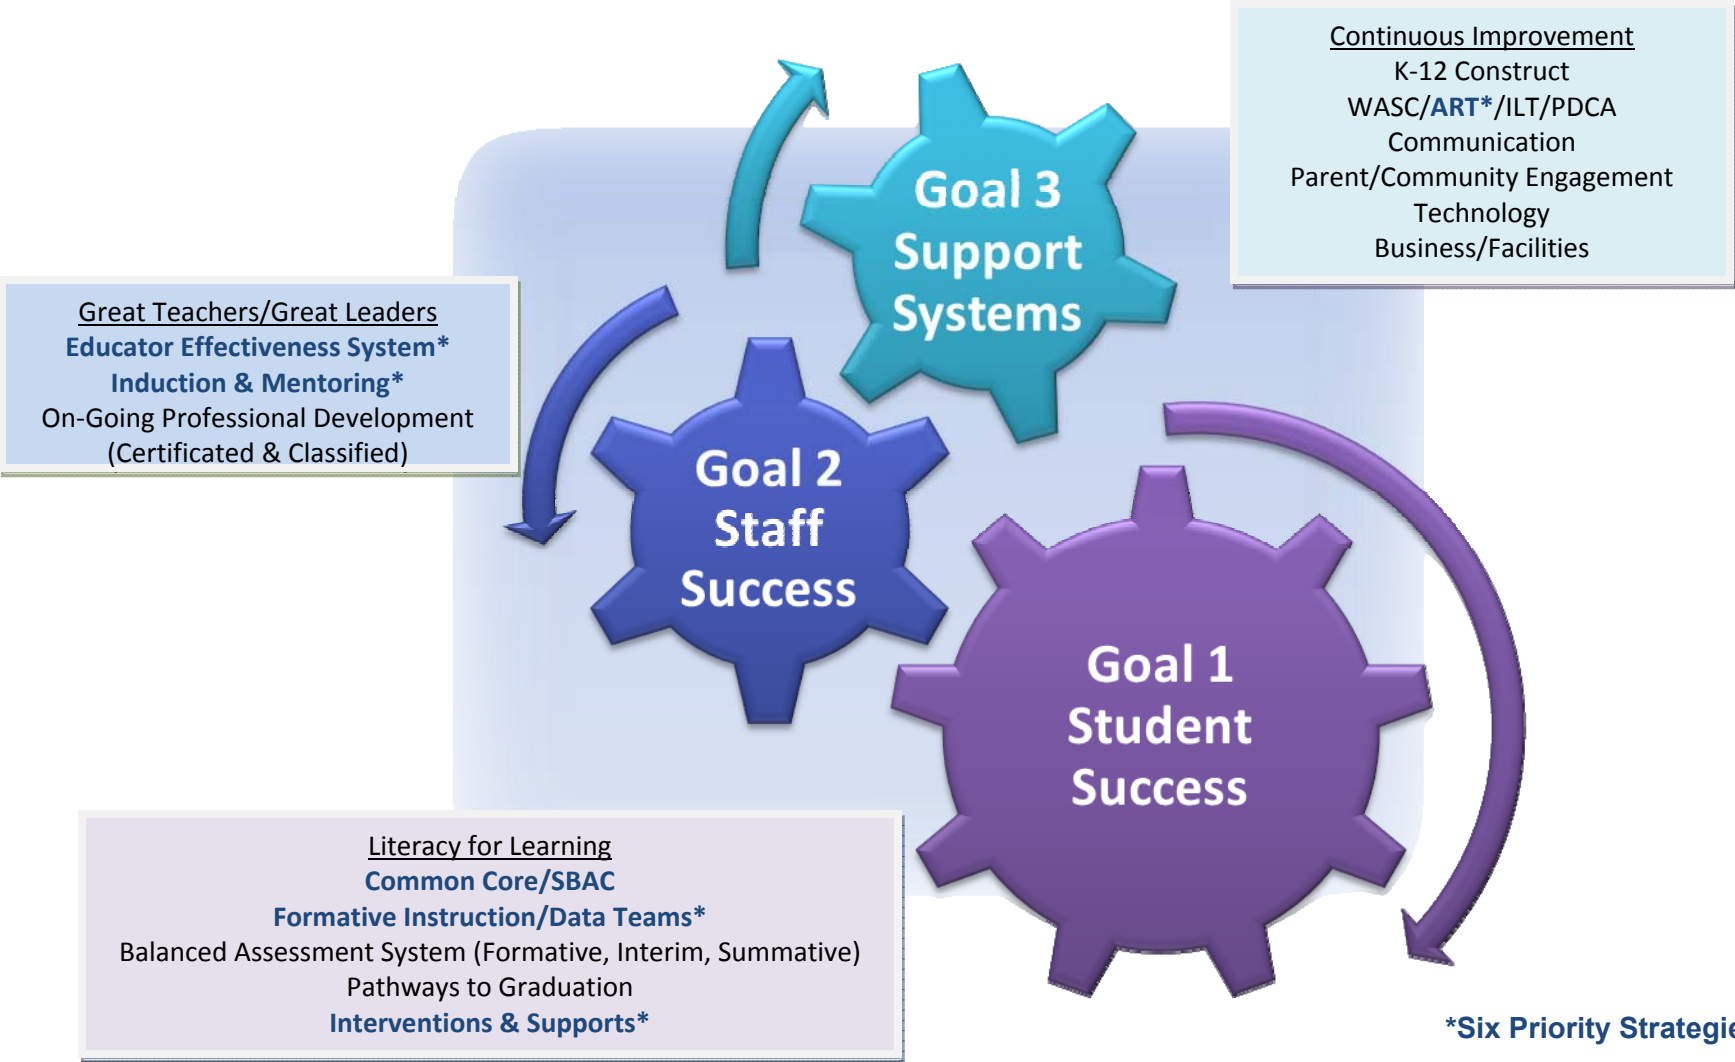 Continuous Improvement
K-12 Construct
WASC/ART*/ILT/PDCA
Communication
Parent/Community Engagement
Technology
Business/Facilities
Goal 3
Support
Systems
Great Teachers/Great Leaders
Educator Effectiveness System*
Induction & Mentoring*
On-Going Professional Development
(Certificated & Classified)
Goal 2
Staff
Success
Goal 1
Student
Success
Literacy for Learning
Common Core/SBAC
Formative Instruction/Data Teams*
Balanced Assessment System (Formative, Interim, Summative)
Pathways to Graduation
Interventions & Supports*
*Six Priority Strategie